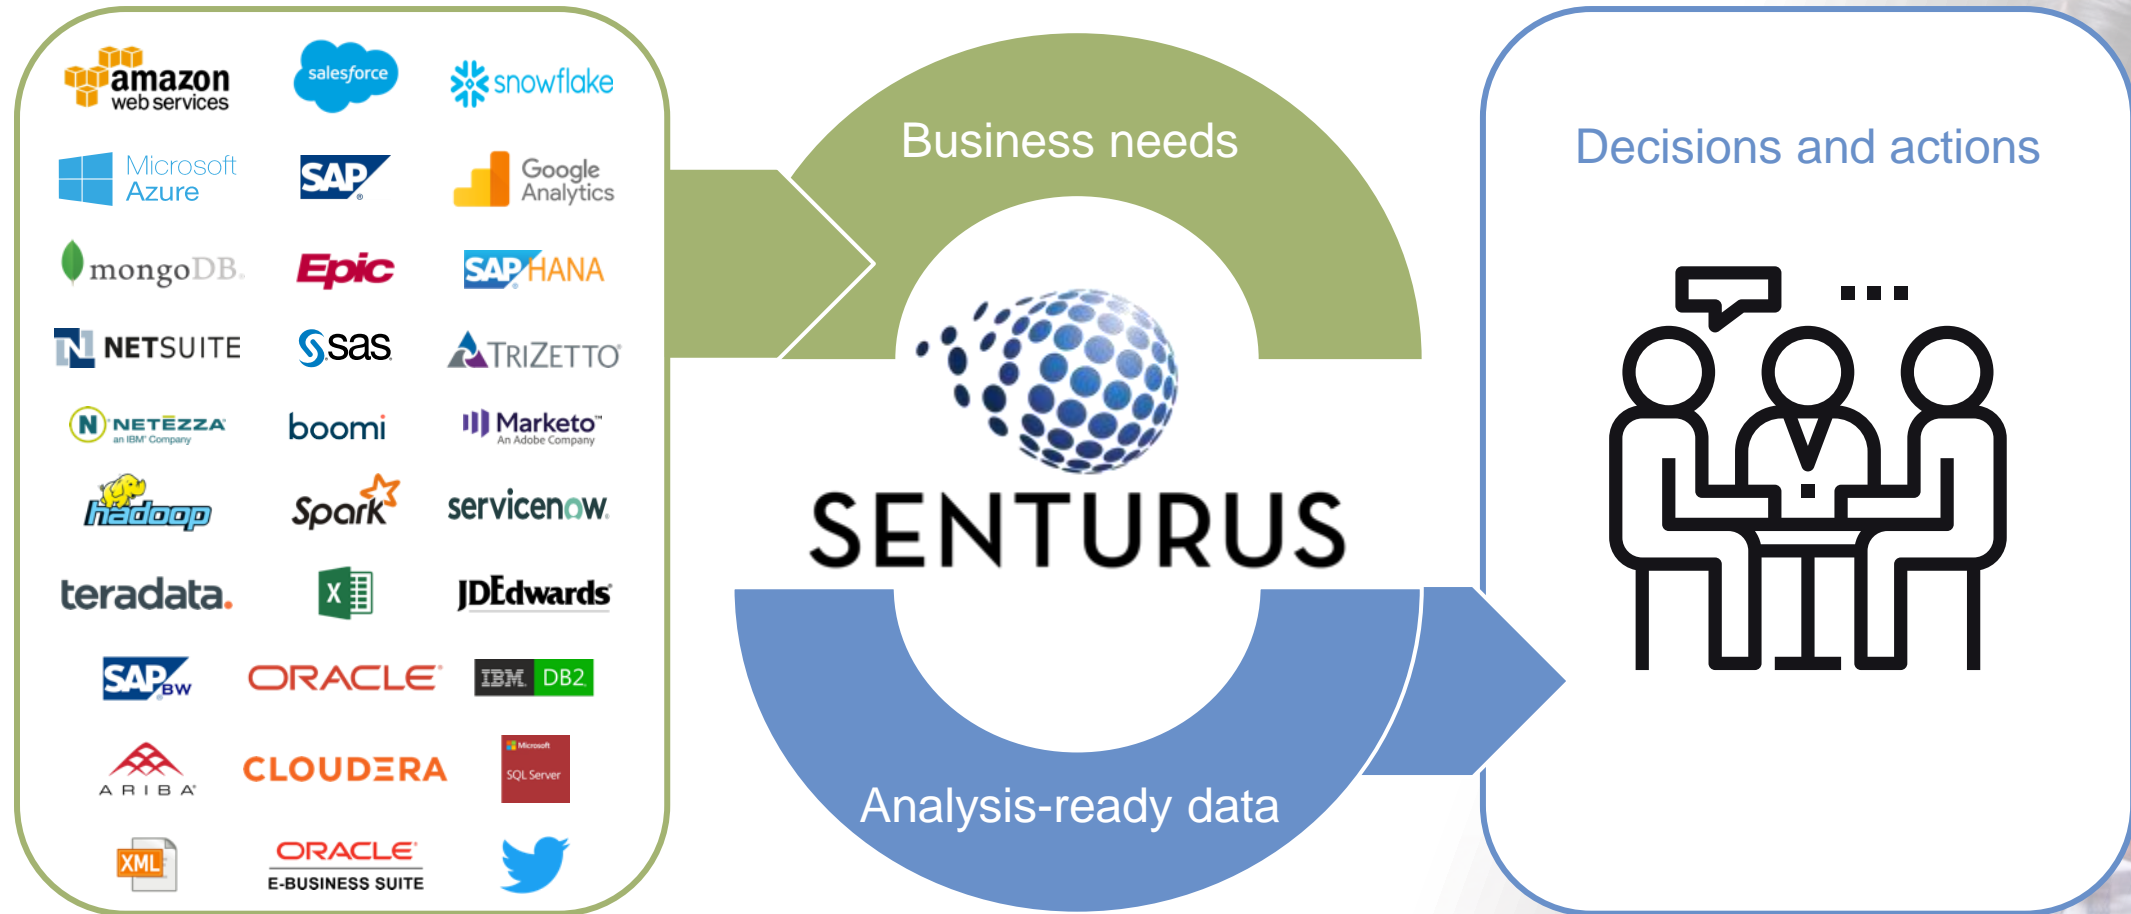 amazon
web services
salesforce
snowflake
Microsoft
Azure
SAP
®
Google
Analytics
mongoDB.
Epic
SAP HANA
®
N NETSUITE
S.sas
TRIZETTO®
N NETEZZA
an IBM® Company
boomi
Marketo™
An Adobe Company
hadoop
Spark
servicenow.
teradata.
X
JDEdwards®
SAP BW
ORACLE®
IBM. DB2.
ARIBA®
CLOUDERA
Microsoft
SQL Server
XML
ORACLE®
E-BUSINESS SUITE
Business needs
SENTURUS
Analysis-ready data
Decisions and actions